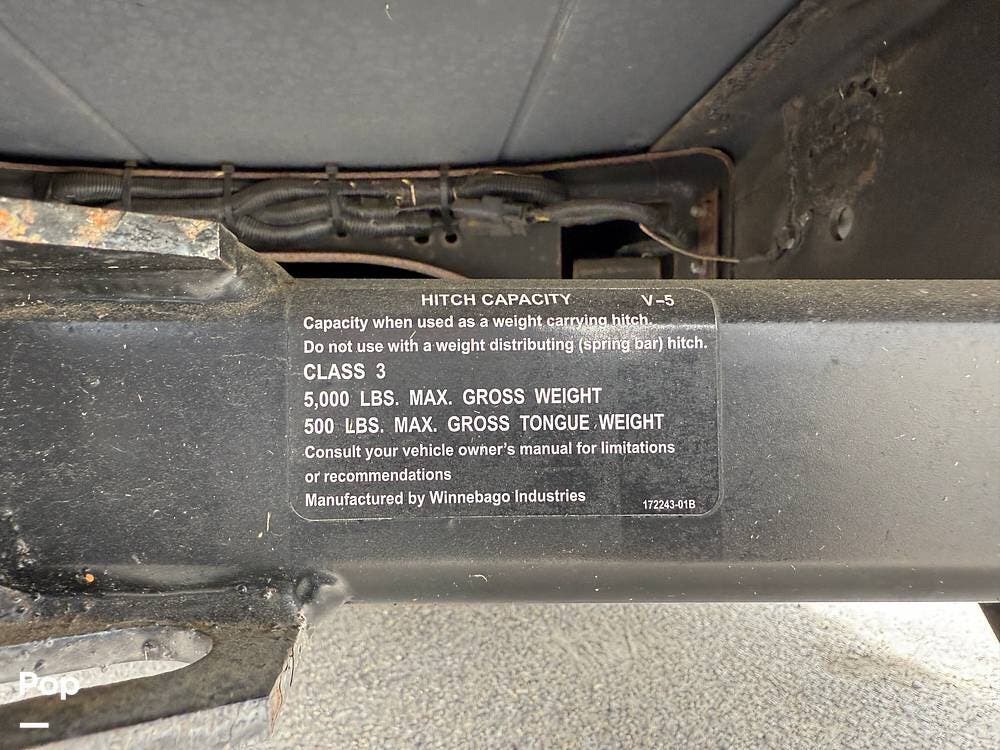 HITCH CAPACITY V-5
Capacity when used as a weight carrying hitch.
Do not use with a weight distributing (spring bar) hitch.
CLASS 3
5,000 LBS. MAX. GROSS WEIGHT
500 LBS. MAX. GROSS TONGUE WEIGHT
Consult your vehicle owner's manual for limitations
or recommendations
Manufactured by Winnebago Industries 172243-01B
Pop